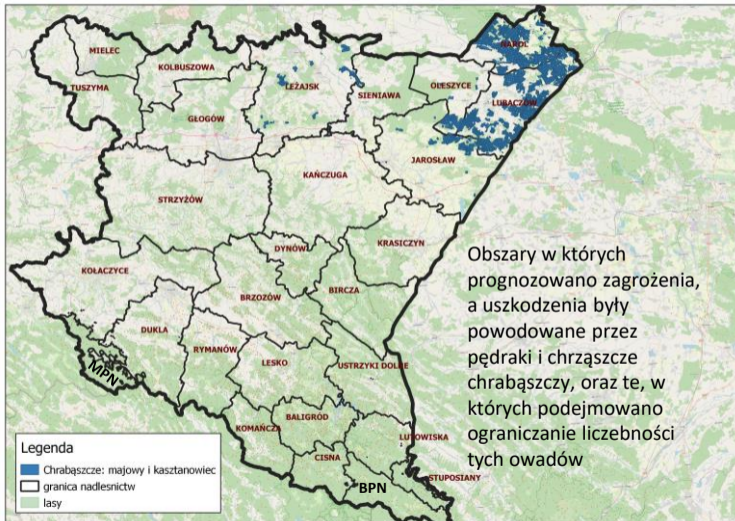 MIELEC
KOLBUSZOWA
TUSZYMA
GŁOGÓW
LEŻAJSK
SIENIAWA
OLESZYCE
NAROL
LUBACZÓW
JAROSŁAW
KAŃCZUGA
STRZYŻÓW
KRASICZYN
DYNÓW
KOŁACZYCE
BRZOZÓW
BIRCZA
DUKLA
RYMANÓW
LESKO
USTRZYKI DOLNE
MPN
BALIGRÓD
KOMAŃCZA
LUTOWISKA
CISNA
STUPOSIANY
BPN
Obszary w których
prognozowano zagrożenia,
a uszkodzenia były
powodowane przez
pędraki i chrząszcze
chrabąszczy, oraz te, w
których podejmowano
ograniczanie liczebności
tych owadów
Legenda
Chrabąszcze: majowy i kasztanowiec
granica nadlesnictw
lasy